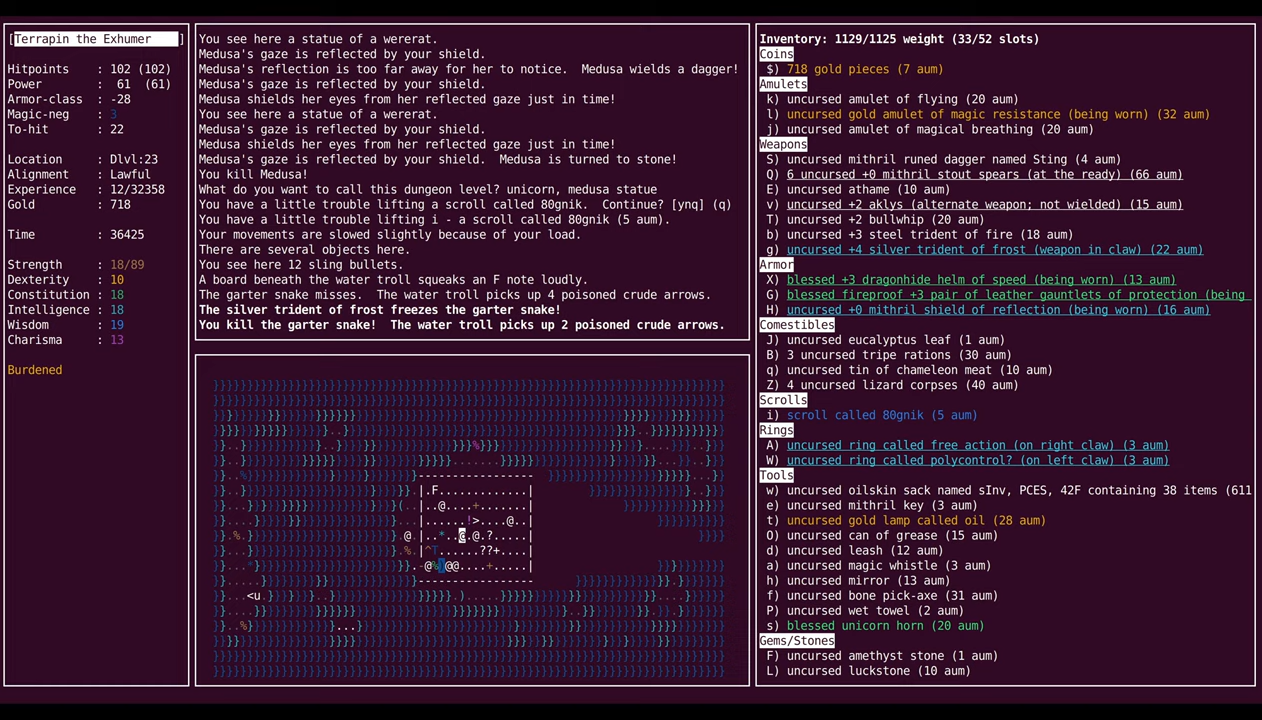 [Terrapin the Exhumer ]
Hitpoints : 102 (102)
Power : 61 (61)
Armor-class : -28
Magic-neg : 3
To-hit : 22
Location : Dlvl:23
Alignment : Lawful
Experience : 12/32358
Gold : 718
Time : 36425
Strength : 18/89
Dexterity : 10
Constitution : 18
Intelligence : 18
Wisdom : 19
Charisma : 13
Burdened
You see here a statue of a wererat.
Medusa's gaze is reflected by your shield.
Medusa's reflection is too far away for her to notice. Medusa wields a dagger!
Medusa's gaze is reflected by your shield.
Medusa shields her eyes from her reflected gaze just in time!
You see here a statue of a wererat.
Medusa's gaze is reflected by your shield.
Medusa shields her eyes from her reflected gaze just in time!
Medusa's gaze is reflected by your shield. Medusa is turned to stone!
You kill Medusa!
What do you want to call this dungeon level? unicorn, medusa statue
You have a little trouble lifting a scroll called 80gnik. Continue? [ynq] (q)
You have a little trouble lifting i - a scroll called 80gnik (5 aum).
Your movements are slowed slightly because of your load.
There are several objects here.
You see here 12 sling bullets.
A board beneath the water troll squeaks an F note loudly.
The garter snake misses. The water troll picks up 4 poisoned crude arrows.
The silver trident of frost freezes the garter snake!
You kill the garter snake! The water troll picks up 2 poisoned crude arrows.
Inventory: 1129/1125 weight (33/52 slots)
Coins
$) 718 gold pieces (7 aum)
Amulets
k) uncursed amulet of flying (20 aum)
l) uncursed gold amulet of magic resistance (being worn) (32 aum)
j) uncursed amulet of magical breathing (20 aum)
Weapons
S) uncursed mithril runed dagger named Sting (4 aum)
Q) 6 uncursed +0 mithril stout spears (at the ready) (66 aum)
E) uncursed athame (10 aum)
v) uncursed +2 aklys (alternate weapon; not wielded) (15 aum)
T) uncursed +2 bullwhip (20 aum)
b) uncursed +3 steel trident of fire (18 aum)
g) uncursed +4 silver trident of frost (weapon in claw) (22 aum)
Armor
X) blessed +3 dragonhide helm of speed (being worn) (13 aum)
G) blessed fireproof +3 pair of leather gauntlets of protection (being
H) uncursed +0 mithril shield of reflection (being worn) (16 aum)
Comestibles
J) uncursed eucalyptus leaf (1 aum)
B) 3 uncursed tripe rations (30 aum)
q) uncursed tin of chameleon meat (10 aum)
Z) 4 uncursed lizard corpses (40 aum)
Scrolls
i) scroll called 80gnik (5 aum)
Rings
A) uncursed ring called free action (on right claw) (3 aum)
W) uncursed ring called polycontrol? (on left claw) (3 aum)
Tools
w) uncursed oilskin sack named sInv, PCES, 42F containing 38 items (611
e) uncursed mithril key (3 aum)
t) uncursed gold lamp called oil (28 aum)
O) uncursed can of grease (15 aum)
d) uncursed leash (12 aum)
a) uncursed magic whistle (3 aum)
h) uncursed mirror (13 aum)
f) uncursed bone pick-axe (31 aum)
P) uncursed wet towel (2 aum)
s) blessed unicorn horn (20 aum)
Gems/Stones
F) uncursed amethyst stone (1 aum)
L) uncursed luckstone (10 aum)